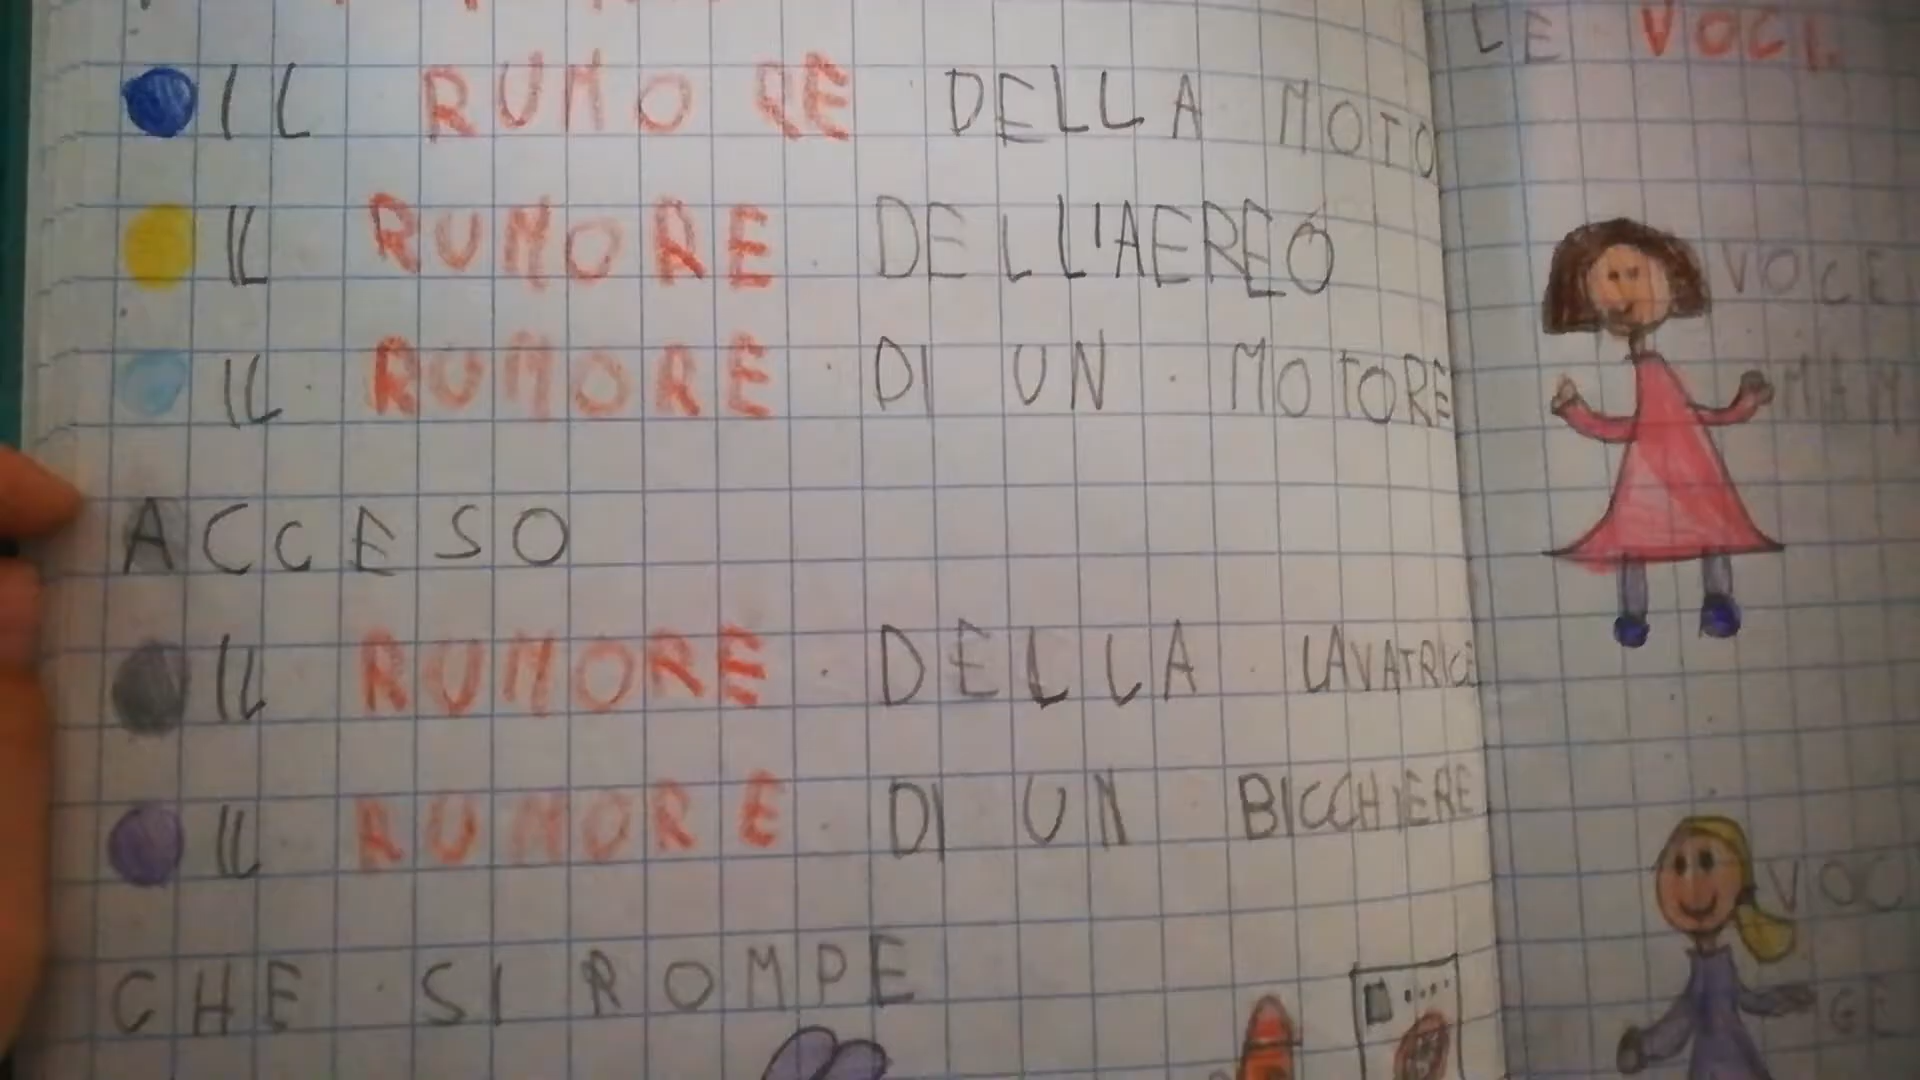 IL RUMORE DELLA MOTO
IL RUMORE DELL'AEREO
IL RUMORE DI UN MOTORE
ACCESO
IL RUMORE DELLA LAVATRICE
IL RUMORE DI UN BICCHIERE
CHE SI ROMPE
LE VOCI
VOCE